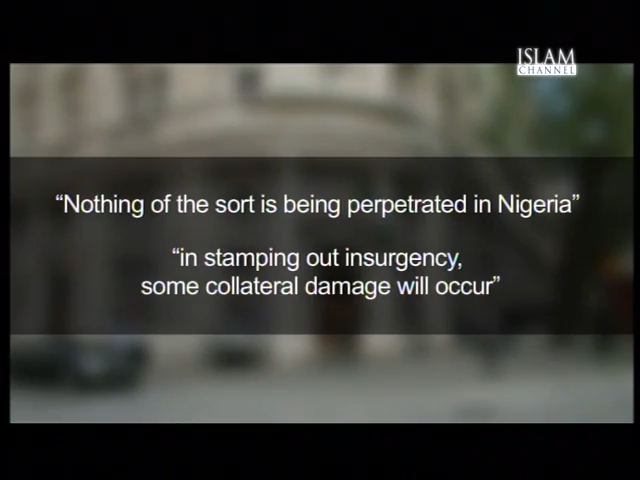 ISLAM
CHANNEL
“Nothing of the sort is being perpetrated in Nigeria”
“in stamping out insurgency,
some collateral damage will occur”